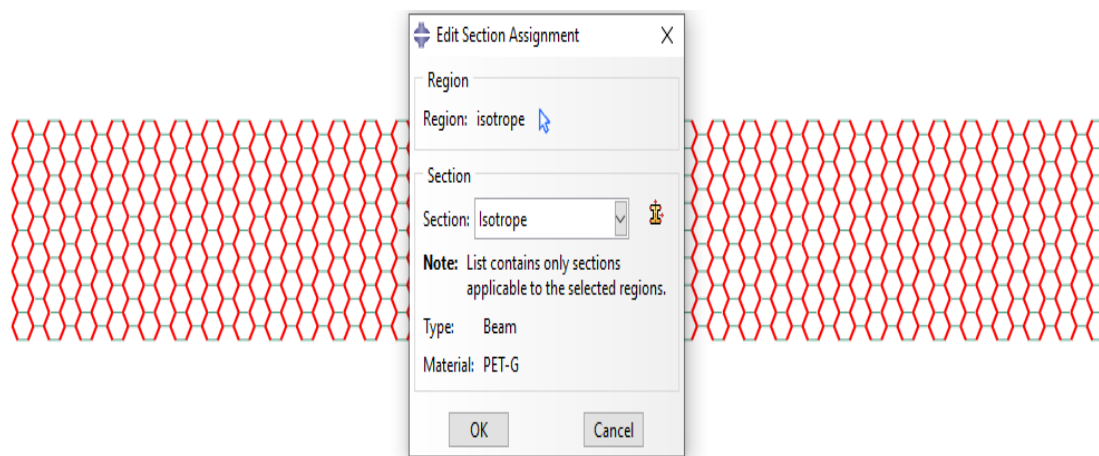 Edit Section Assignment
Region
Region: isotrope
Section
Section: Isotrope
Note: List contains only sections
applicable to the selected regions.
Type: Beam
Material: PET-G
OK Cancel